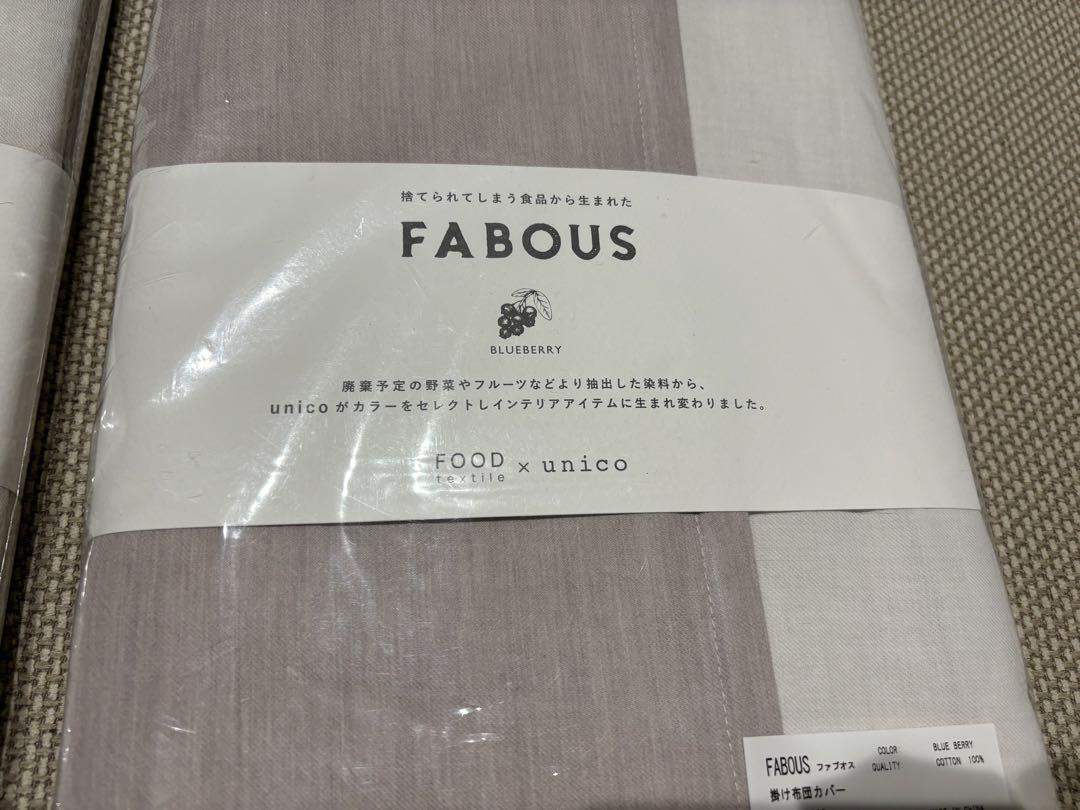 捨てられてしまう食品から生まれた
FABOUS
BLUEBERRY
廃棄予定の野菜やフルーツなどより抽出した染料から、
unicoがカラーをセレクトしインテリアアイテムに生まれ変わりました。
FOOD textile × unico
FABOUS ファブオス
COLOR: BLUE BERRY
QUALITY: COTTON 100%
掛け布団カバー